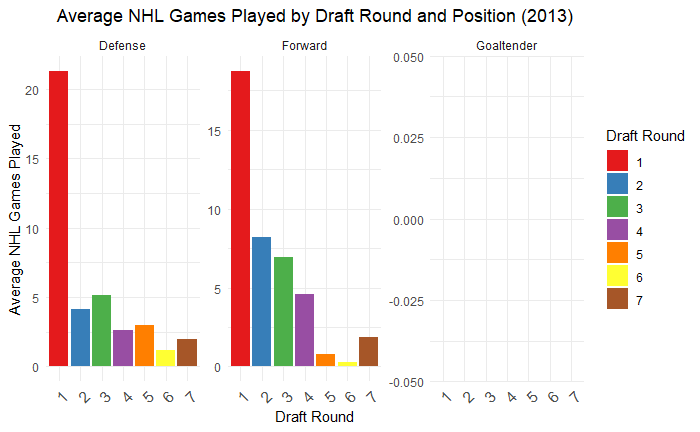 Average NHL Games Played by Draft Round and Position (2013)
Defense
Forward
Goaltender
Average NHL Games Played
20
15
10
5
0
15
10
5
0
0.050
0.025
0.000
-0.025
-0.050
1 2 3 4 5 6 7
1 2 3 4 5 6 7
1 2 3 4 5 6 7
Draft Round
Draft Round
1
2
3
4
5
6
7